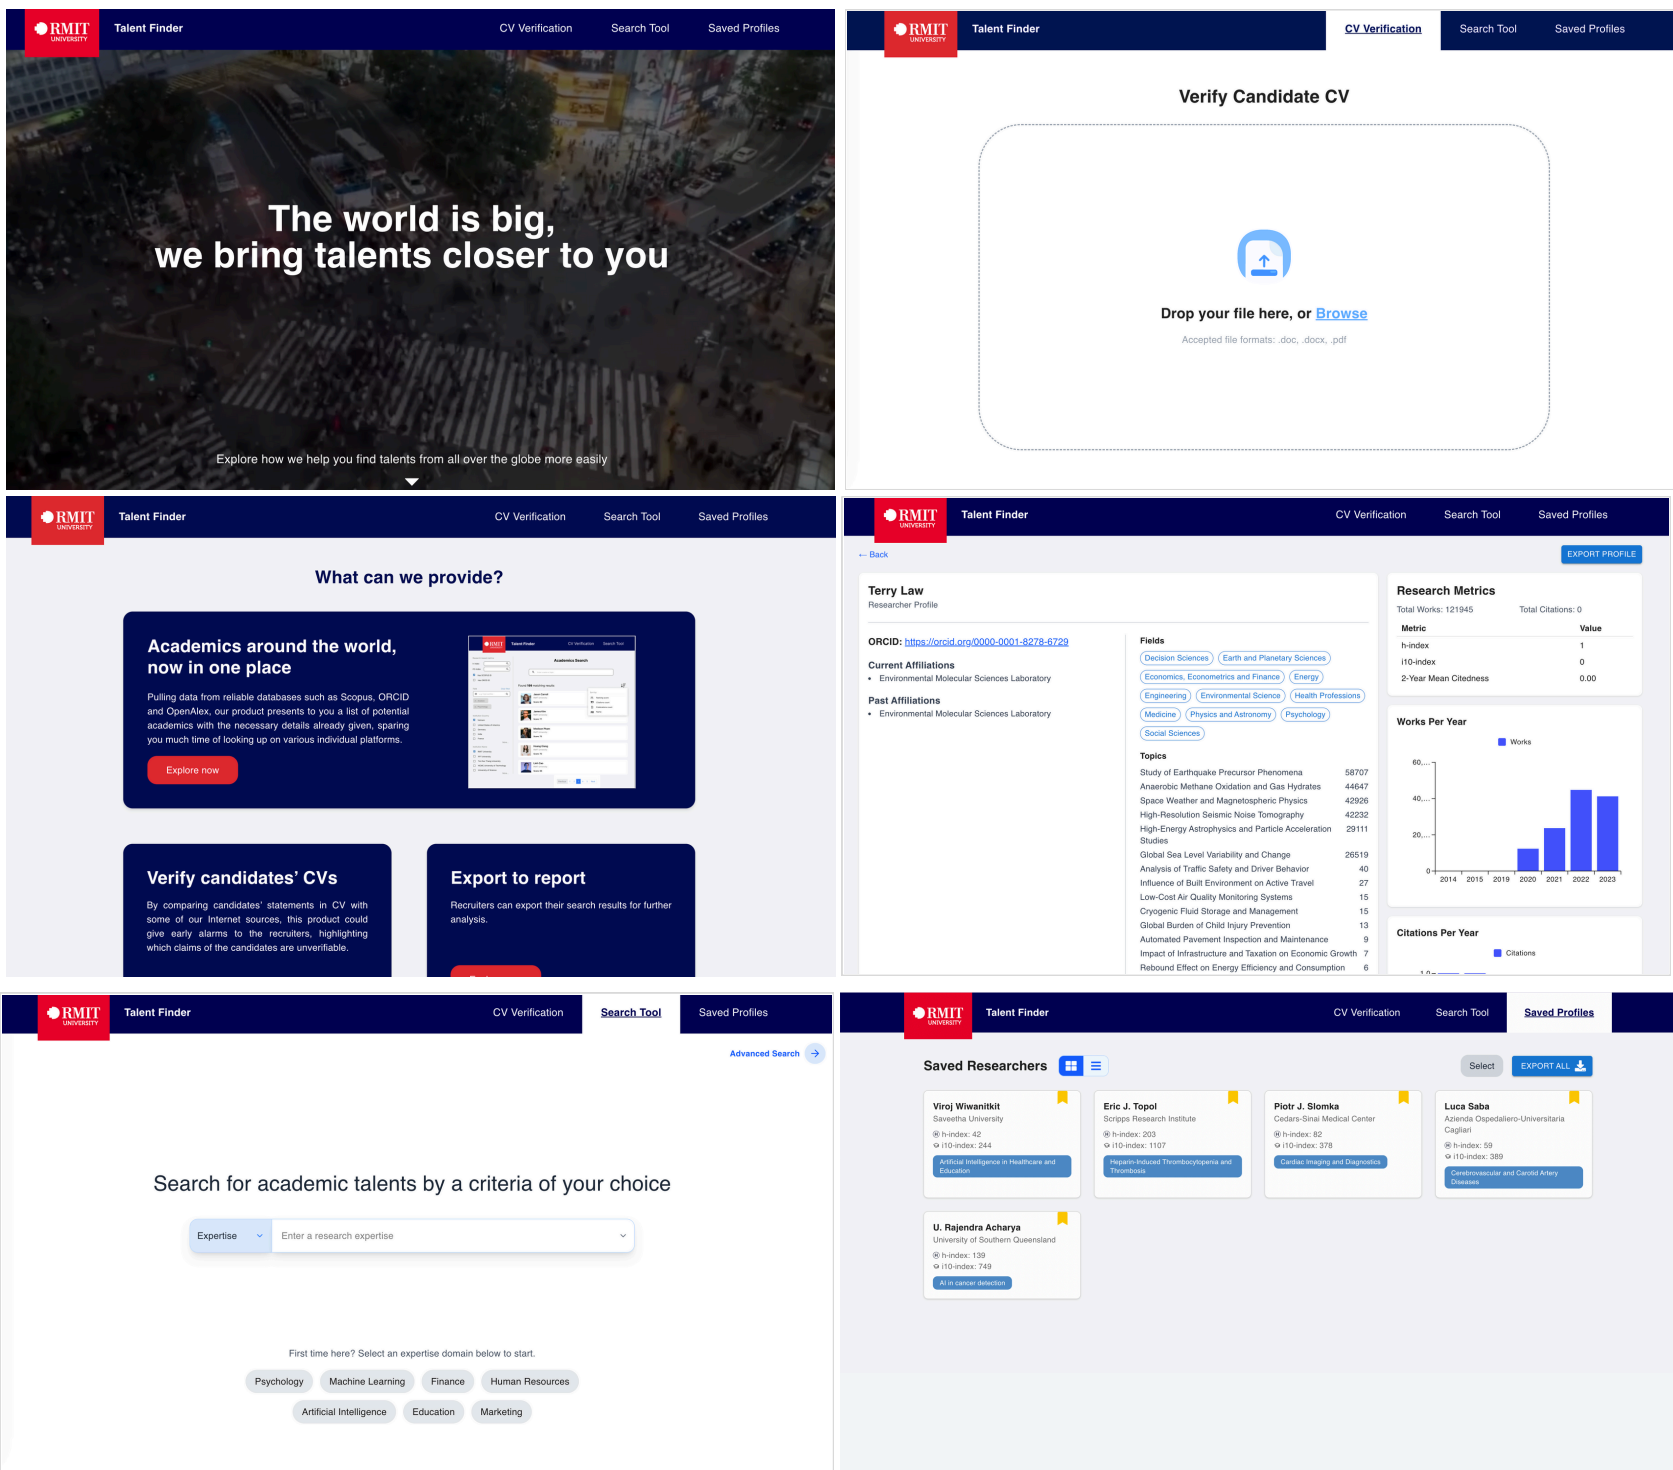 RMIT
UNIVERSITY
Talent Finder
CV Verification
Search Tool
Saved Profiles
The world is big,
we bring talents closer to you
Explore how we help you find talents from all over the globe more easily
RMIT
UNIVERSITY
Talent Finder
CV Verification
Search Tool
Saved Profiles
Verify Candidate CV
Drop your file here, or Browse
Accepted file formats: .doc, .docx, .pdf
RMIT
UNIVERSITY
Talent Finder
CV Verification
Search Tool
Saved Profiles
What can we provide?
Academics around the world,
now in one place
Pulling data from reliable databases such as Scopus, ORCID
and OpenAlex, our product presents to you a list of potential
academics with the necessary details already given, sparing
you much time of looking up on various individual platforms.
Explore now
RMIT
Talent Finder
CV Verification
Search Tool
Academics Search
Verify candidates' CVs
By comparing candidates' statements in CV with
some of our Internet sources, this product could
give early alarms to the recruiters, highlighting
which claims of the candidates are unverifiable.
Export to report
Recruiters can export their search results for further
analysis.
RMIT
UNIVERSITY
Talent Finder
CV Verification
Search Tool
Saved Profiles
← Back
EXPORT PROFILE
Terry Law
Researcher Profile
ORCID: https://orcid.org/0000-0001-8278-6729
Current Affiliations
• Environmental Molecular Sciences Laboratory
Past Affiliations
• Environmental Molecular Sciences Laboratory
Fields
Decision Sciences
Earth and Planetary Sciences
Economics, Econometrics and Finance
Energy
Engineering
Environmental Science
Health Professions
Medicine
Physics and Astronomy
Psychology
Social Sciences
Topics
Study of Earthquake Precursor Phenomena 58707
Anaerobic Methane Oxidation and Gas Hydrates 44647
Space Weather and Magnetospheric Physics 42926
High-Resolution Seismic Noise Tomography 42232
High-Energy Astrophysics and Particle Acceleration 29111
Studies
Global Sea Level Variability and Change 26519
Analysis of Traffic Safety and Driver Behavior 40
Influence of Built Environment on Active Travel 27
Low-Cost Air Quality Monitoring Systems 15
Cryogenic Fluid Storage and Management 15
Global Burden of Child Injury Prevention 13
Automated Pavement Inspection and Maintenance 9
Impact of Infrastructure and Taxation on Economic Growth 7
Rebound Effect on Energy Efficiency and Consumption 6
Research Metrics
Total Works: 121945
Total Citations: 0
Metric Value
h-index 1
i10-index 0
2-Year Mean Citedness 0.00
Works Per Year
Works
60,...
40,...
20,...
0
2014 2015 2019 2020 2021 2022 2023
Citations Per Year
Citations
1.0
RMIT
UNIVERSITY
Talent Finder
CV Verification
Search Tool
Saved Profiles
Advanced Search →
Search for academic talents by a criteria of your choice
Expertise
Enter a research expertise
First time here? Select an expertise domain below to start.
Psychology
Machine Learning
Finance
Human Resources
Artificial Intelligence
Education
Marketing
RMIT
UNIVERSITY
Talent Finder
CV Verification
Search Tool
Saved Profiles
Saved Researchers
Select
EXPORT ALL
Viroj Wiwanitkit
Saveetha University
h-index: 42
i10-index: 244
Artificial Intelligence in Healthcare and
Education
Eric J. Topol
Scripps Research Institute
h-index: 203
i10-index: 1107
Heparin-Induced Thrombocytopenia and
Thrombosis
Piotr J. Slomka
Cedars-Sinai Medical Center
h-index: 82
i10-index: 378
Cardiac Imaging and Diagnostics
Luca Saba
Azienda Ospedaliero-Universitaria
Cagliari
h-index: 59
i10-index: 389
Cerebrovascular and Carotid Artery
Diseases
U. Rajendra Acharya
University of Southern Queensland
h-index: 139
i10-index: 749
AI in cancer detection